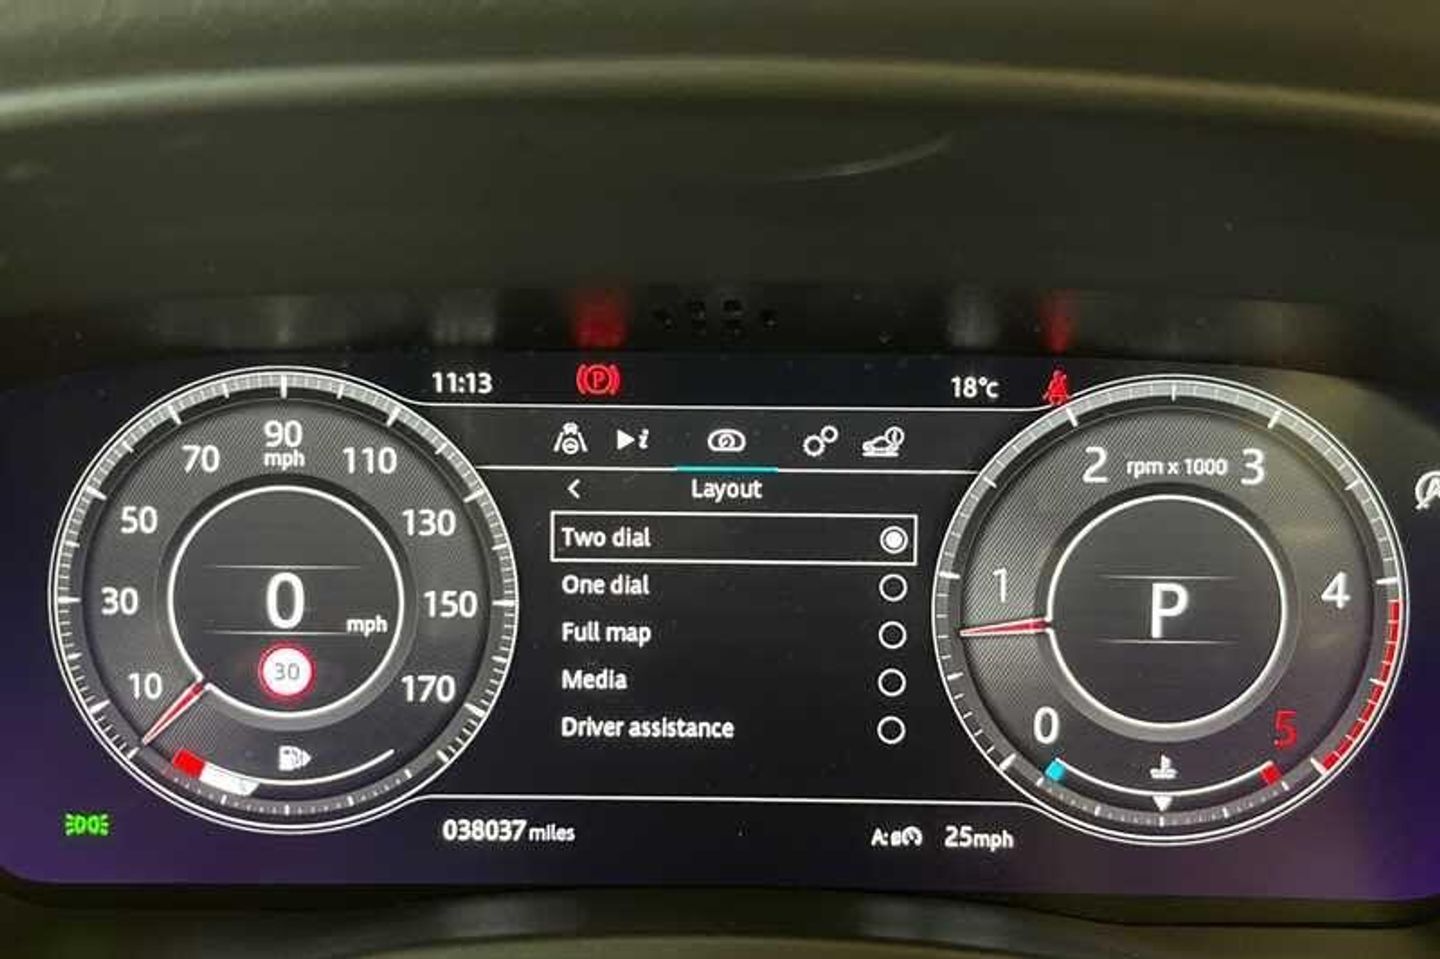 11:13
P
18°c
i
Layout
Two dial
One dial
Full map
Media
Driver assistance
90
mph
70
110
50
130
30
150
10
170
0
mph
30
2
rpm x 1000
3
1
4
0
5
P
038037 miles
A:
25mph